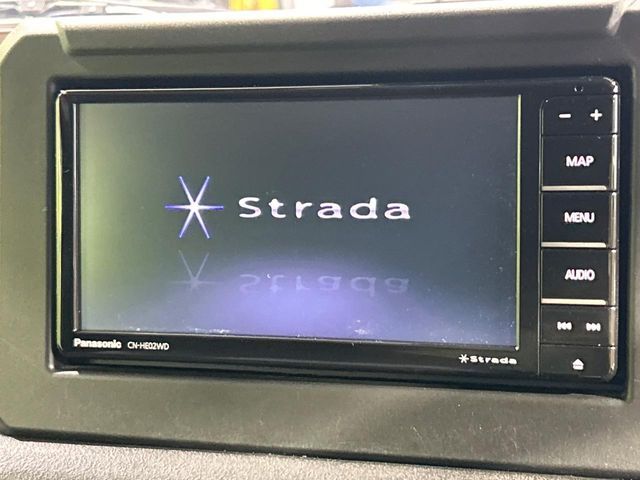 Strada
− +
MAP
MENU
AUDIO
Panasonic CN-HE02WD
Strada